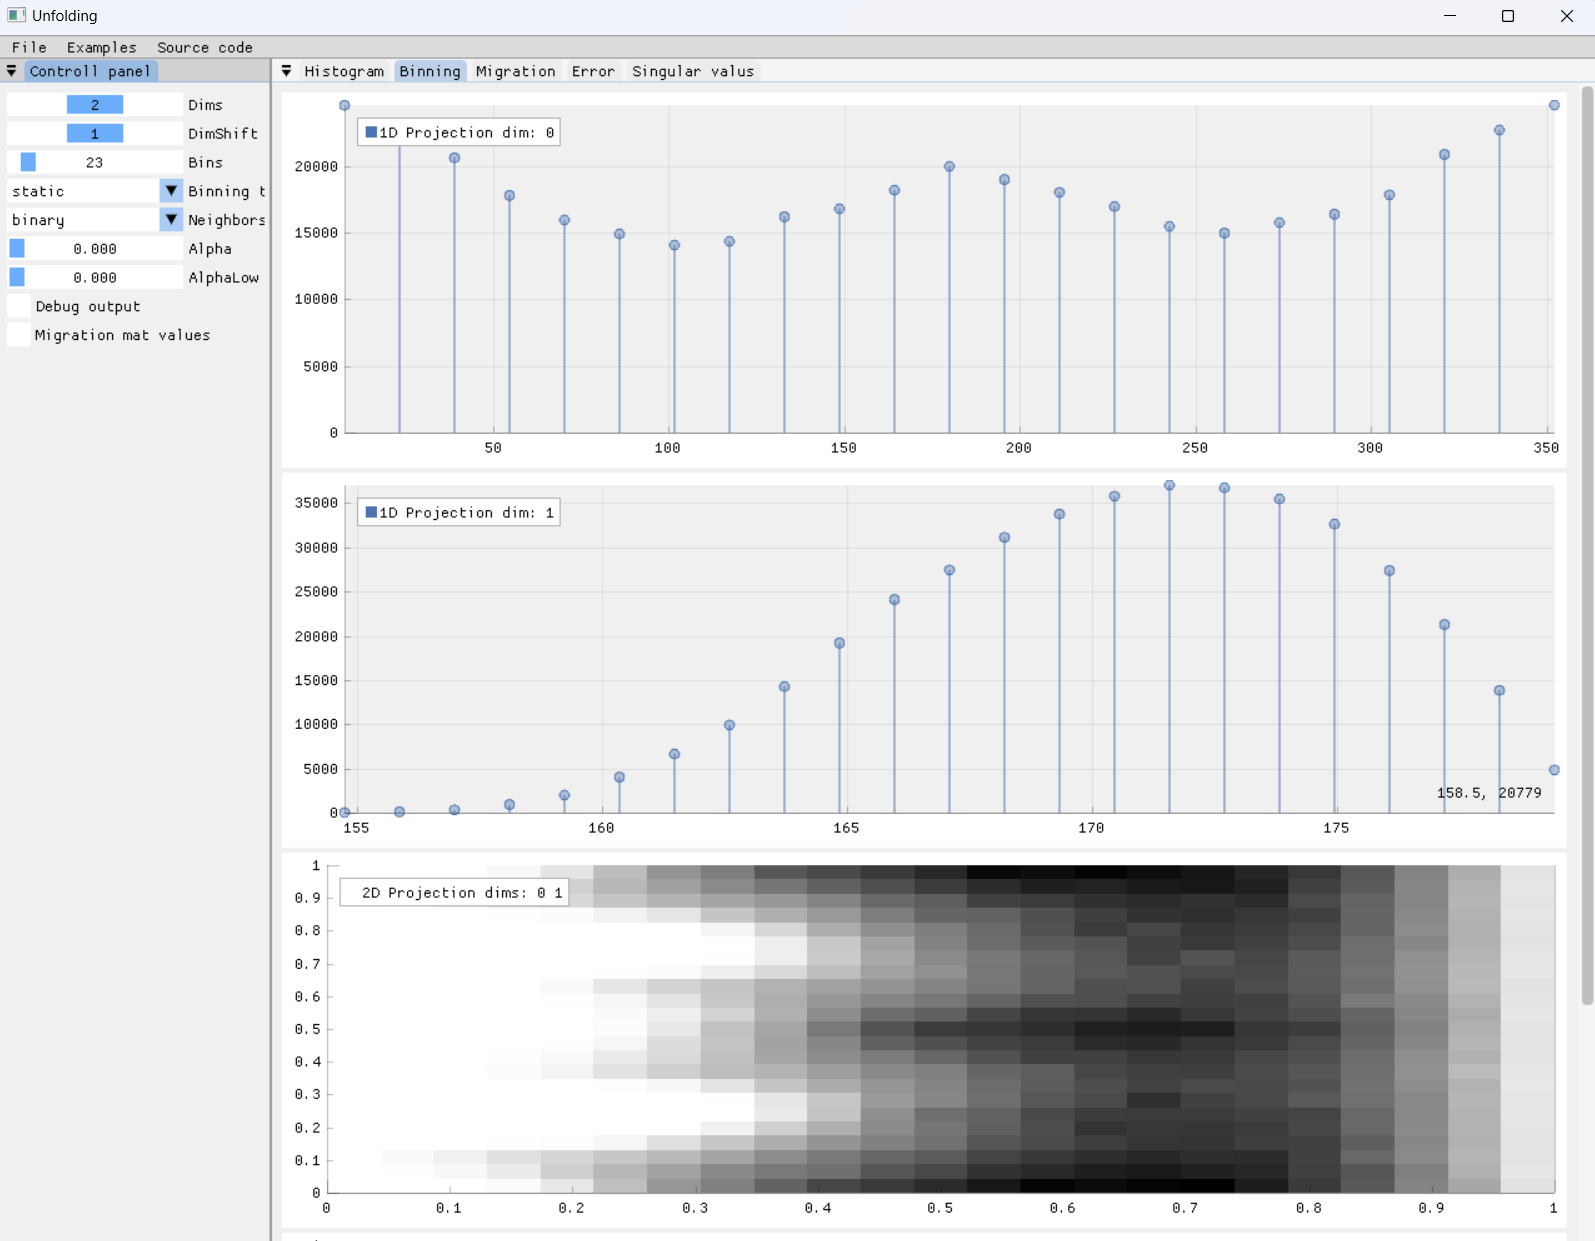 Unfolding
File Examples Source code
Controll panel
2 Dims
1 DimShift
23 Bins
static Binning t
binary Neighbors
0.000 Alpha
0.000 AlphaLow
Debug output
Migration mat values
Histogram Binning Migration Error Singular valus
1D Projection dim: 0
20000
15000
10000
5000
0
50 100 150 200 250 300 350
1D Projection dim: 1
35000
30000
25000
20000
15000
10000
5000
0
158.5, 20779
155 160 165 170 175
2D Projection dims: 0 1
1
0.9
0.8
0.7
0.6
0.5
0.4
0.3
0.2
0.1
0
0 0.1 0.2 0.3 0.4 0.5 0.6 0.7 0.8 0.9 1